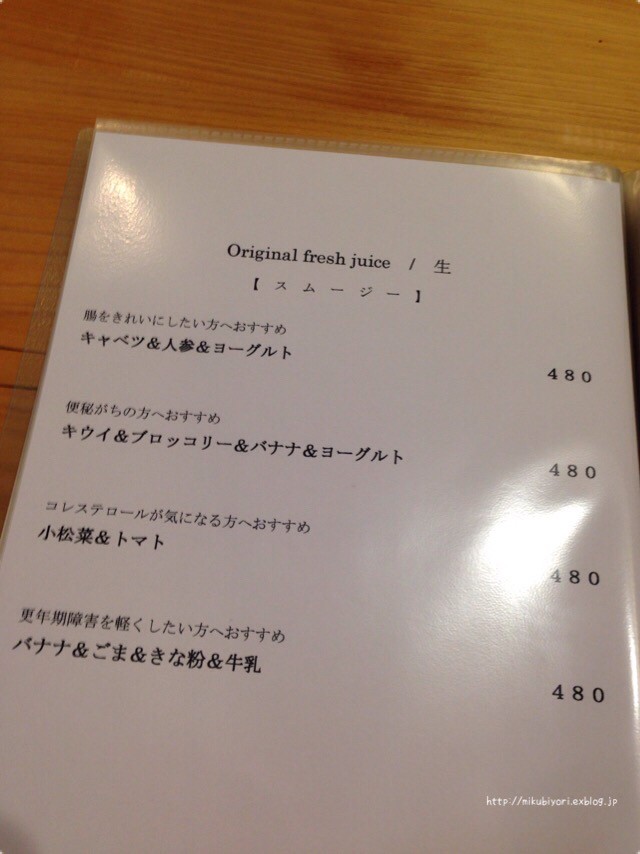 Original fresh juice / 生
【スムージー】
腸をきれいにしたい方へおすすめ
キャベツ&人参&ヨーグルト
480
便秘がちの方へおすすめ
キウイ&ブロッコリー&バナナ&ヨーグルト
480
コレステロールが気になる方へおすすめ
小松菜&トマト
480
更年期障害を軽くしたい方へおすすめ
バナナ&ごま&きな粉&牛乳
480
http://mikubiyori.exblog.jp